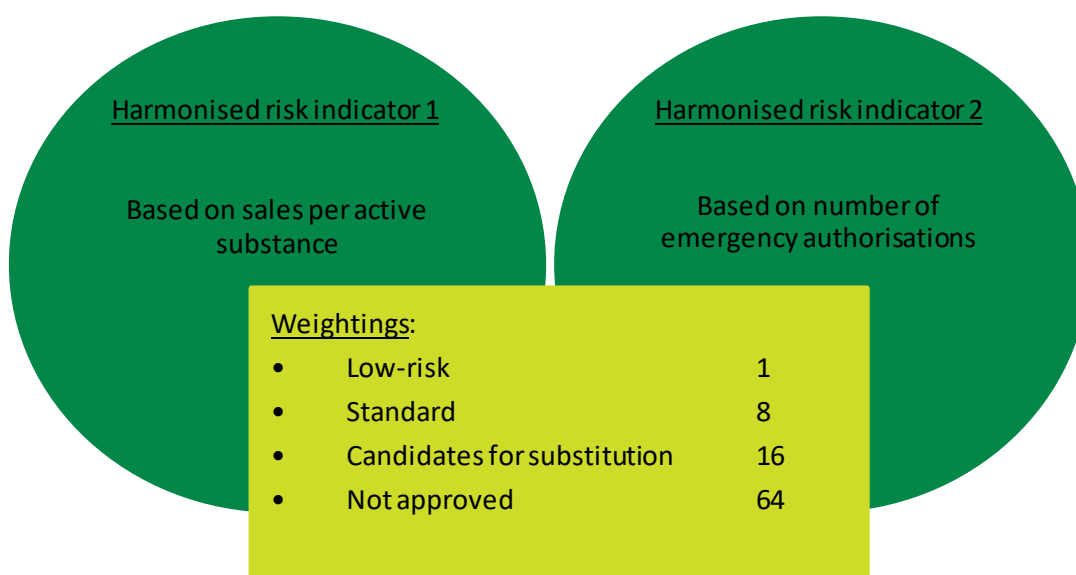 Harmonised risk indicator 1
Based on sales per active
substance
Harmonised risk indicator 2
Based on number of
emergency authorisations
Weightings:
• Low-risk 1
• Standard 8
• Candidates for substitution 16
• Not approved 64